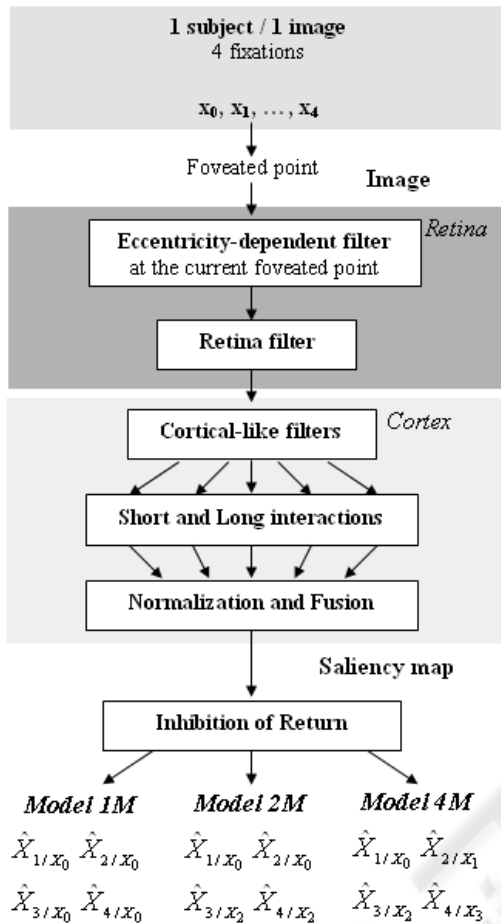 1 subject / 1 image
4 fixations
x₀, x₁, ... , x₄
Foveated point
Image
Retina
Eccentricity-dependent filter
at the current foveated point
Retina filter
Cortex
Cortical-like filters
Short and Long interactions
Normalization and Fusion
Saliency map
Inhibition of Return
Model 1M Model 2M Model 4M
X̂₁/ₓ₀ X̂₂/ₓ₀ X̂₁/ₓ₀ X̂₂/ₓ₀ X̂₁/ₓ₀ X̂₂/ₓ₁
X̂₃/ₓ₀ X̂₄/ₓ₀ X̂₃/ₓ₂ X̂₄/ₓ₂ X̂₃/ₓ₂ X̂₄/ₓ₃